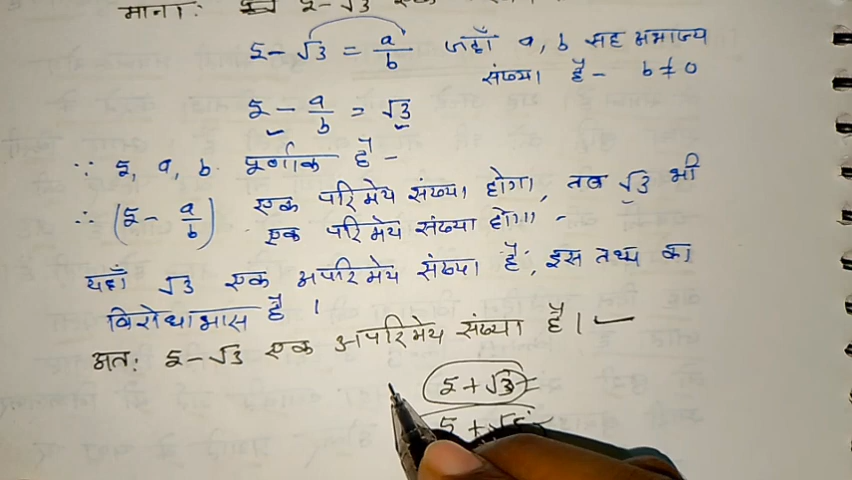 माना: 5-√3 एक
5-√3 = a/b जहाँ a, b सह अभाज्य
संख्या है- b≠0
5 - a/b = √3
∵ 5, a, b पूर्णाक है-
∴ (5 - a/b) एक परिमेय संख्या होगा, तब √3 भी
एक परिमेय संख्या होगा -
यहाँ √3 एक अपरिमेय संख्या है, इस तथ्य का
विरोधाभास है।
अतः 5-√3 एक अपरिमेय संख्या है।
5+√3